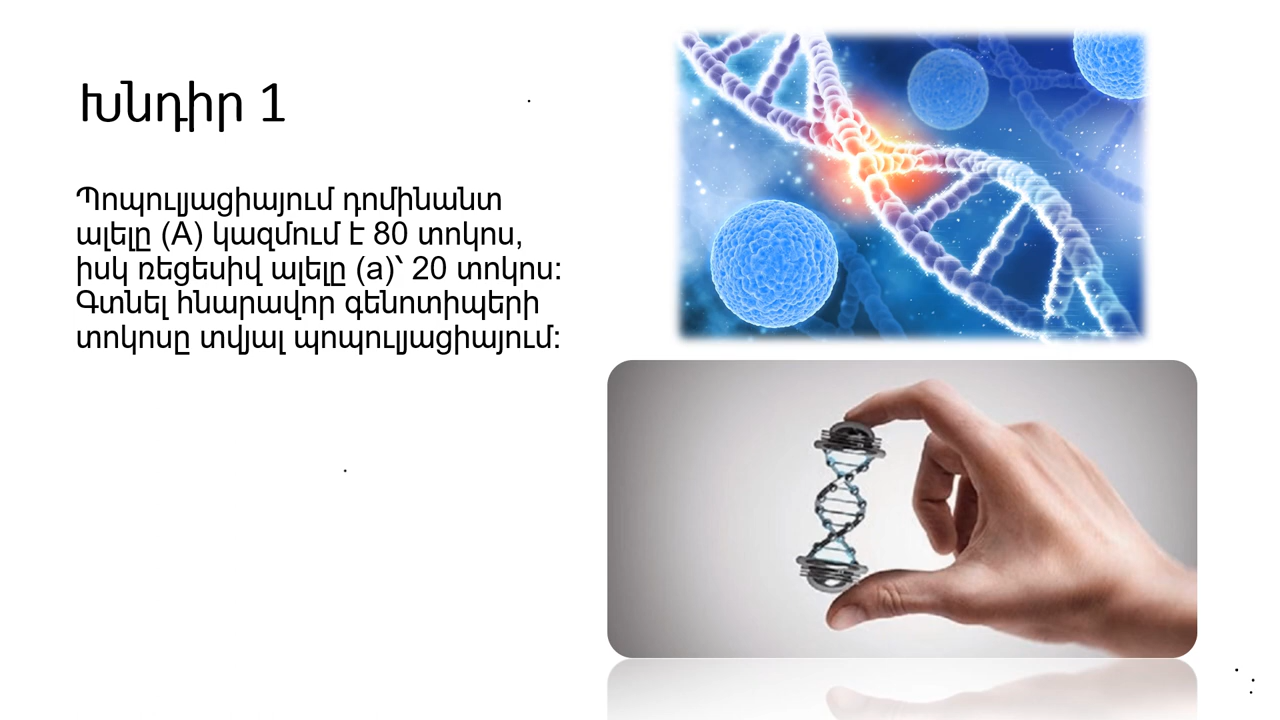 Խնդիր 1
Պոպուլյացիայում դոմինանտ
ալելը (A) կազմում է 80 տոկոս,
իսկ ռեցեսիվ ալելը (a)՝ 20 տոկոս:
Գտնել հնարավոր գենոտիպերի
տոկոսը տվյալ պոպուլյացիայում: